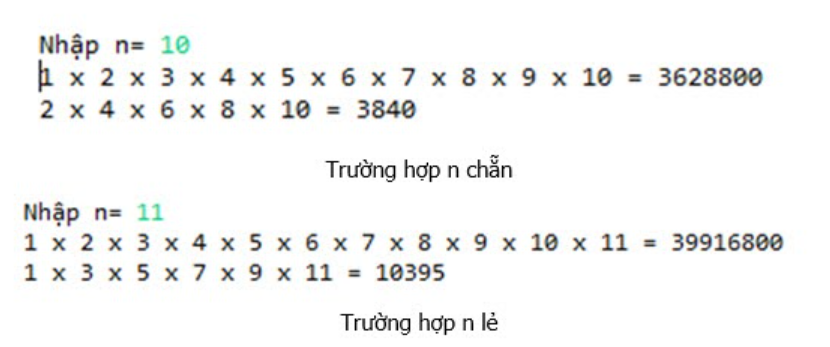 Nhập n= 10
1 x 2 x 3 x 4 x 5 x 6 x 7 x 8 x 9 x 10 = 3628800
2 x 4 x 6 x 8 x 10 = 3840
Trường hợp n chẵn
Nhập n= 11
1 x 2 x 3 x 4 x 5 x 6 x 7 x 8 x 9 x 10 x 11 = 39916800
1 x 3 x 5 x 7 x 9 x 11 = 10395
Trường hợp n lẻ